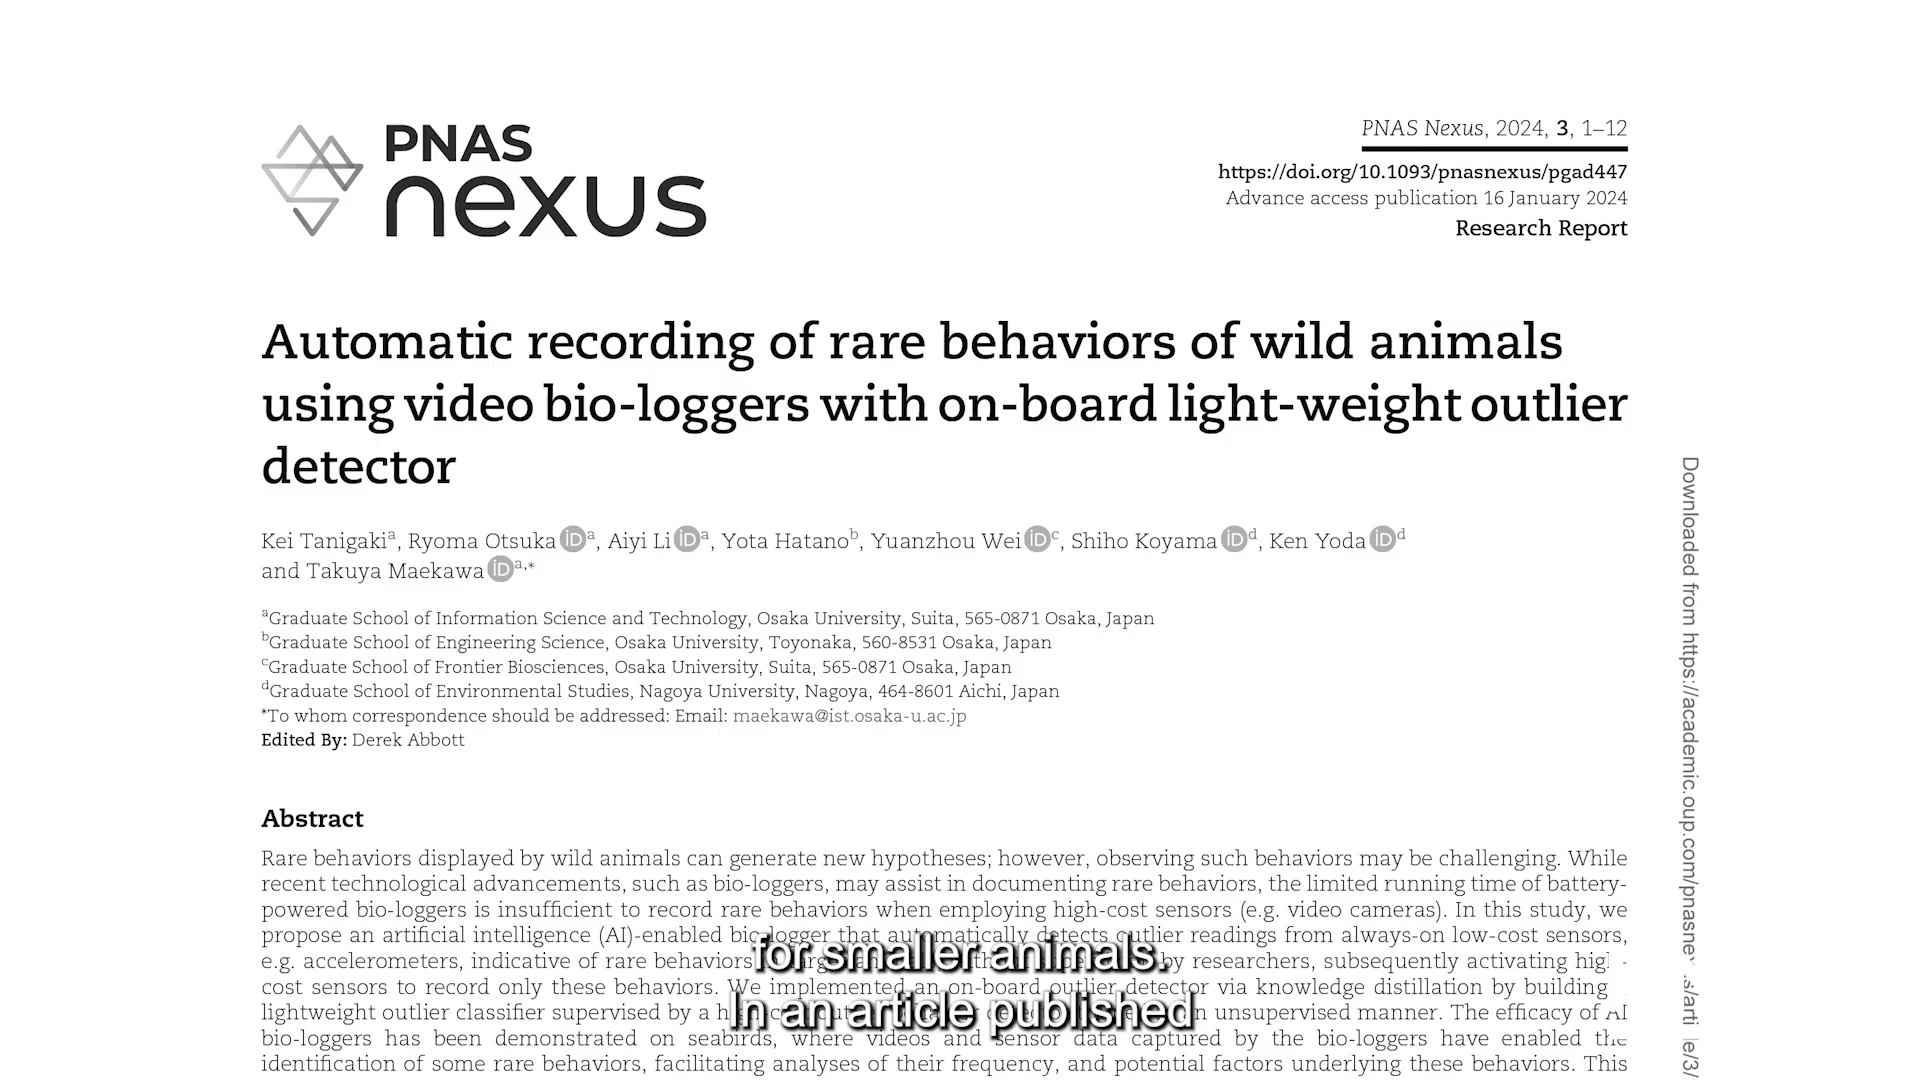 PNAS
nexus
PNAS Nexus, 2024, 3, 1–12
https://doi.org/10.1093/pnasnexus/pgad447
Advance access publication 16 January 2024
Research Report
Automatic recording of rare behaviors of wild animals
using video bio-loggers with on-board light-weight outlier
detector
Kei Tanigakia, Ryoma Otsuka iD a, Aiyi Li iD a, Yota Hatanob, Yuanzhou Wei iD c, Shiho Koyama iD d, Ken Yoda iD d
and Takuya Maekawa iD a,*
aGraduate School of Information Science and Technology, Osaka University, Suita, 565-0871 Osaka, Japan
bGraduate School of Engineering Science, Osaka University, Toyonaka, 560-8531 Osaka, Japan
cGraduate School of Frontier Biosciences, Osaka University, Suita, 565-0871 Osaka, Japan
dGraduate School of Environmental Studies, Nagoya University, Nagoya, 464-8601 Aichi, Japan
*To whom correspondence should be addressed: Email: maekawa@ist.osaka-u.ac.jp
Edited By: Derek Abbott
Abstract
Rare behaviors displayed by wild animals can generate new hypotheses; however, observing such behaviors may be challenging. While
recent technological advancements, such as bio-loggers, may assist in documenting rare behaviors, the limited running time of battery-
powered bio-loggers is insufficient to record rare behaviors when employing high-cost sensors (e.g. video cameras). In this study, we
propose an artificial intelligence (AI)-enabled bio-logger that automatically detects outlier readings from always-on low-cost sensors,
e.g. accelerometers, indicative of rare behaviors by researchers, subsequently activating
cost sensors to record only these behaviors. We implemented an on-board outlier detector via knowledge distillation by building
lightweight outlier classifier supervised by a unsupervised manner. The efficacy of AI
bio-loggers has been demonstrated on seabirds, where videos and sensor data captured by the bio-loggers have enabled the
identification of some rare behaviors, facilitating analyses of their frequency, and potential factors underlying these behaviors. This
for smaller animals.
In an article published
Downloaded from https://academic.oup.com/pnasne